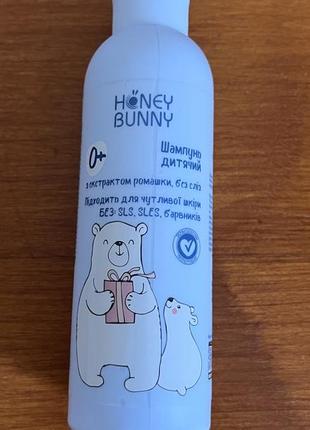 HONEY
BUNNY
0+
Шампунь
дитячий
з екстрактом ромашки, без сліз
Підходить для чутливої шкіри
БЕЗ: SLS, SLES, барвників